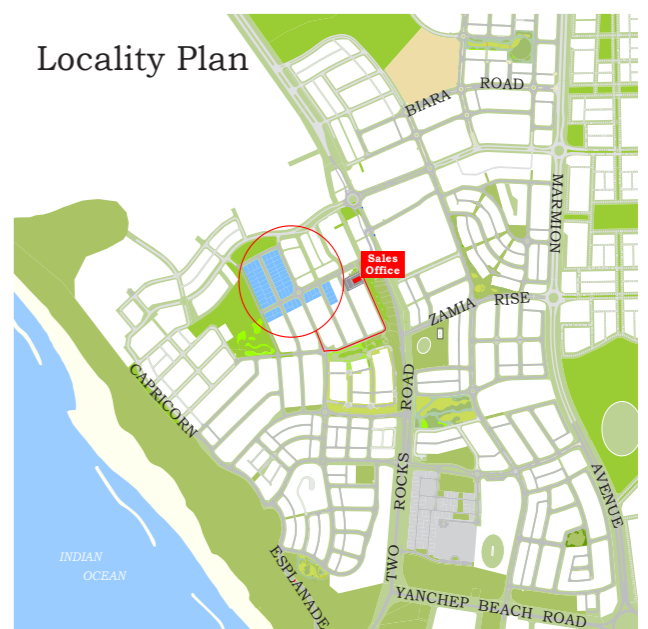 Locality Plan
BIARA ROAD
MARMION
Sales
Office
ZAMIA RISE
CAPRICORN
ROAD
ROCKS
TWO
AVENUE
INDIAN
OCEAN
ESPLANADE
YANCHEP BEACH ROAD